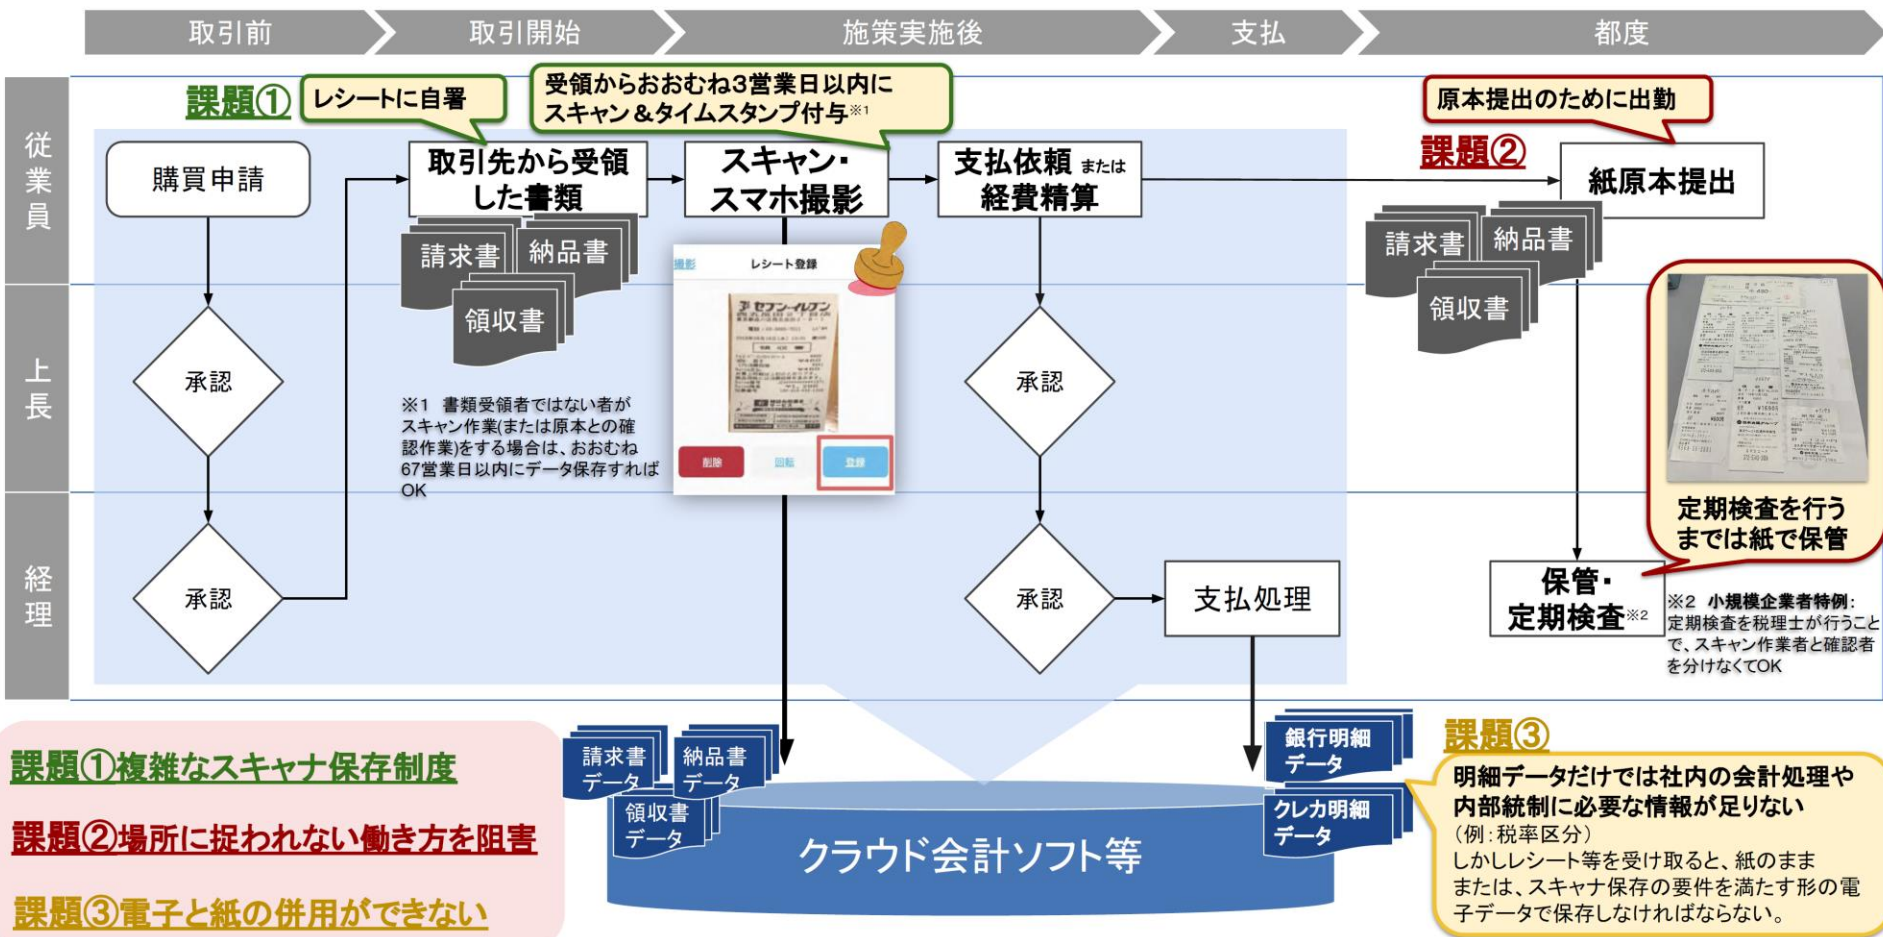 取引前
取引開始
施策実施後
支払
都度
従業員
上長
経理
課題①
レシートに自署
受領からおおむね3営業日以内に
スキャン＆タイムスタンプ付与※1
原本提出のために出勤
課題②
購買申請
取引先から受領
した書類
スキャン・
スマホ撮影
支払依頼 または
経費精算
紙原本提出
請求書
納品書
領収書
撮影
レシート登録
セブン-イレブン
削除
回転
登録
請求書
納品書
領収書
承認
承認
※1 書類受領者ではない者が
スキャン作業(または原本との確
認作業)をする場合は、おおむね
67営業日以内にデータ保存すれば
OK
承認
承認
支払処理
定期検査を行う
までは紙で保管
保管・
定期検査※2
※2 小規模企業者特例：
定期検査を税理士が行うこと
で、スキャン作業者と確認者
を分けなくてOK
課題①複雑なスキャナ保存制度
課題②場所に捉われない働き方を阻害
課題③電子と紙の併用ができない
請求書
データ
納品書
データ
領収書
データ
銀行明細
データ
クレカ明細
データ
クラウド会計ソフト等
課題③
明細データだけでは社内の会計処理や
内部統制に必要な情報が足りない
（例：税率区分）
しかしレシート等を受け取ると、紙のまま
または、スキャナ保存の要件を満たす形の電
子データで保存しなければならない。